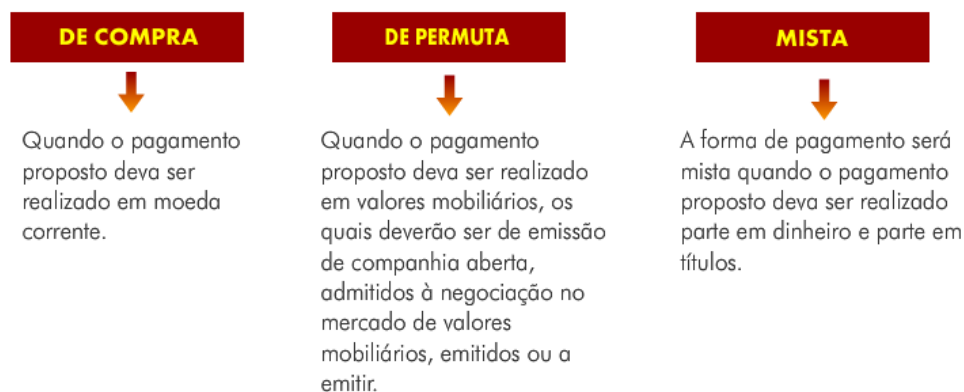 DE COMPRA
Quando o pagamento
proposto deva ser
realizado em moeda
corrente.
DE PERMUTA
Quando o pagamento
proposto deva ser realizado
em valores mobiliários, os
quais deverão ser de emissão
de companhia aberta,
admitidos à negociação no
mercado de valores
mobiliários, emitidos ou a
emitir.
MISTA
A forma de pagamento será
mista quando o pagamento
proposto deva ser realizado
parte em dinheiro e parte em
títulos.